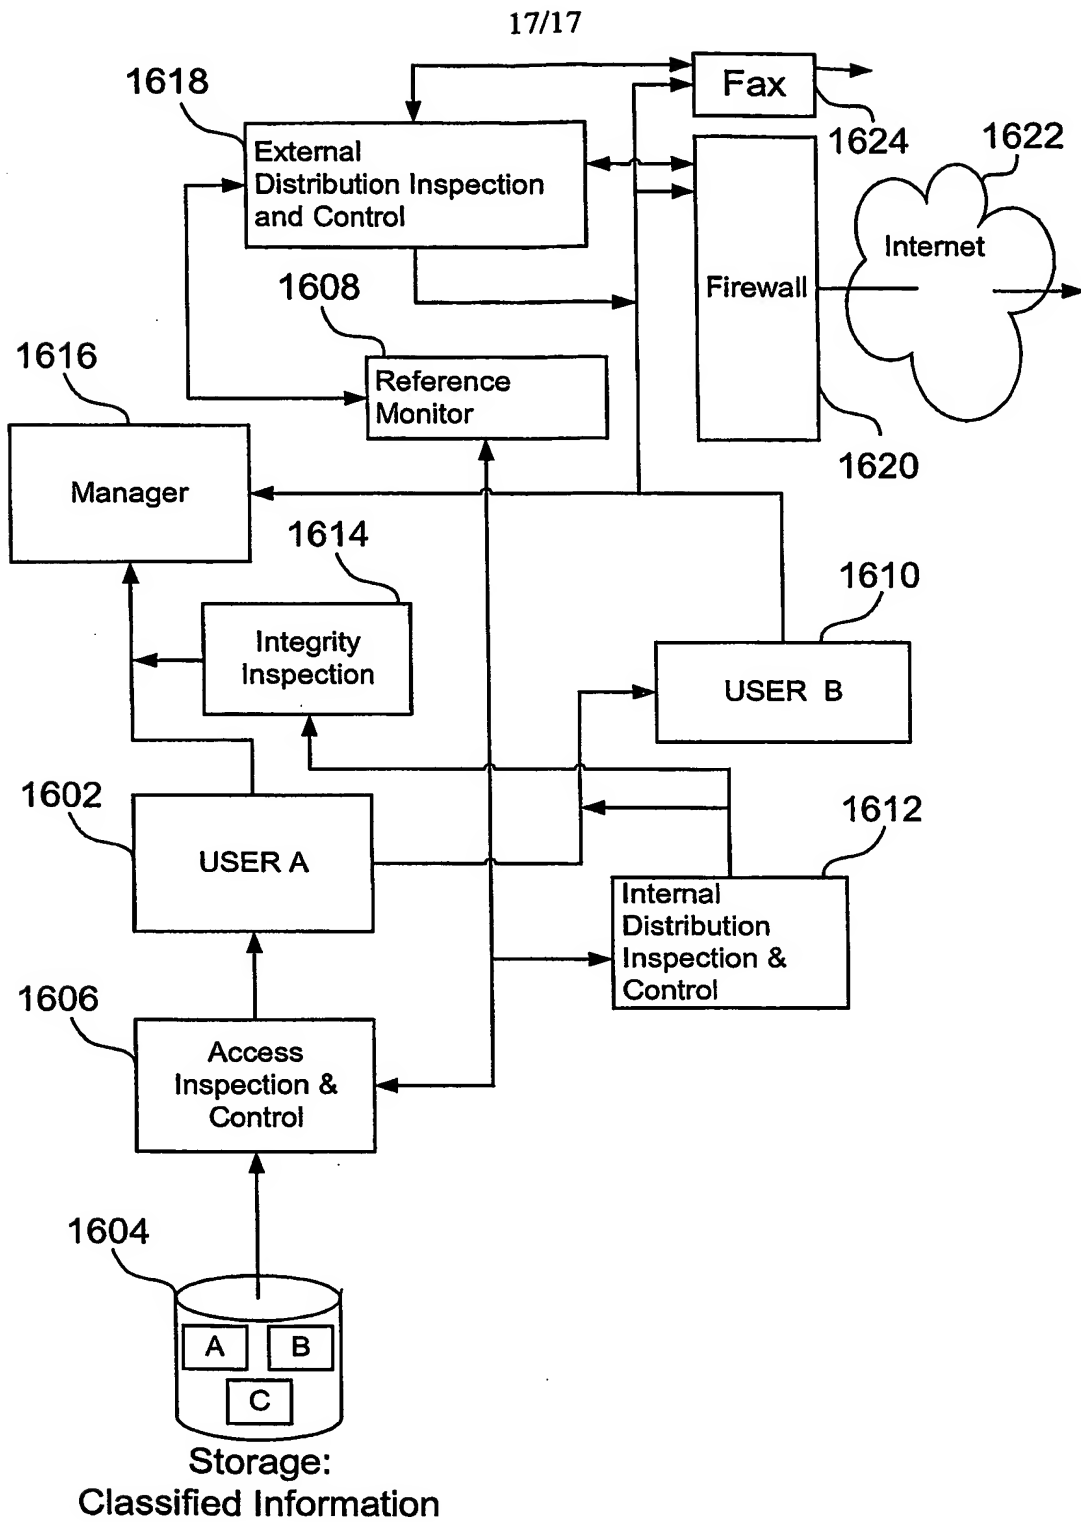 17/17
1618
Fax
1624
1622
External
Distribution Inspection
and Control
Internet
1608
Firewall
1616
Reference
Monitor
1620
Manager
1614
1610
Integrity
Inspection
USER B
1602
1612
USER A
Internal
Distribution
Inspection &
Control
1606
Access
Inspection &
Control
1604
A
B
C
Storage:
Classified Information